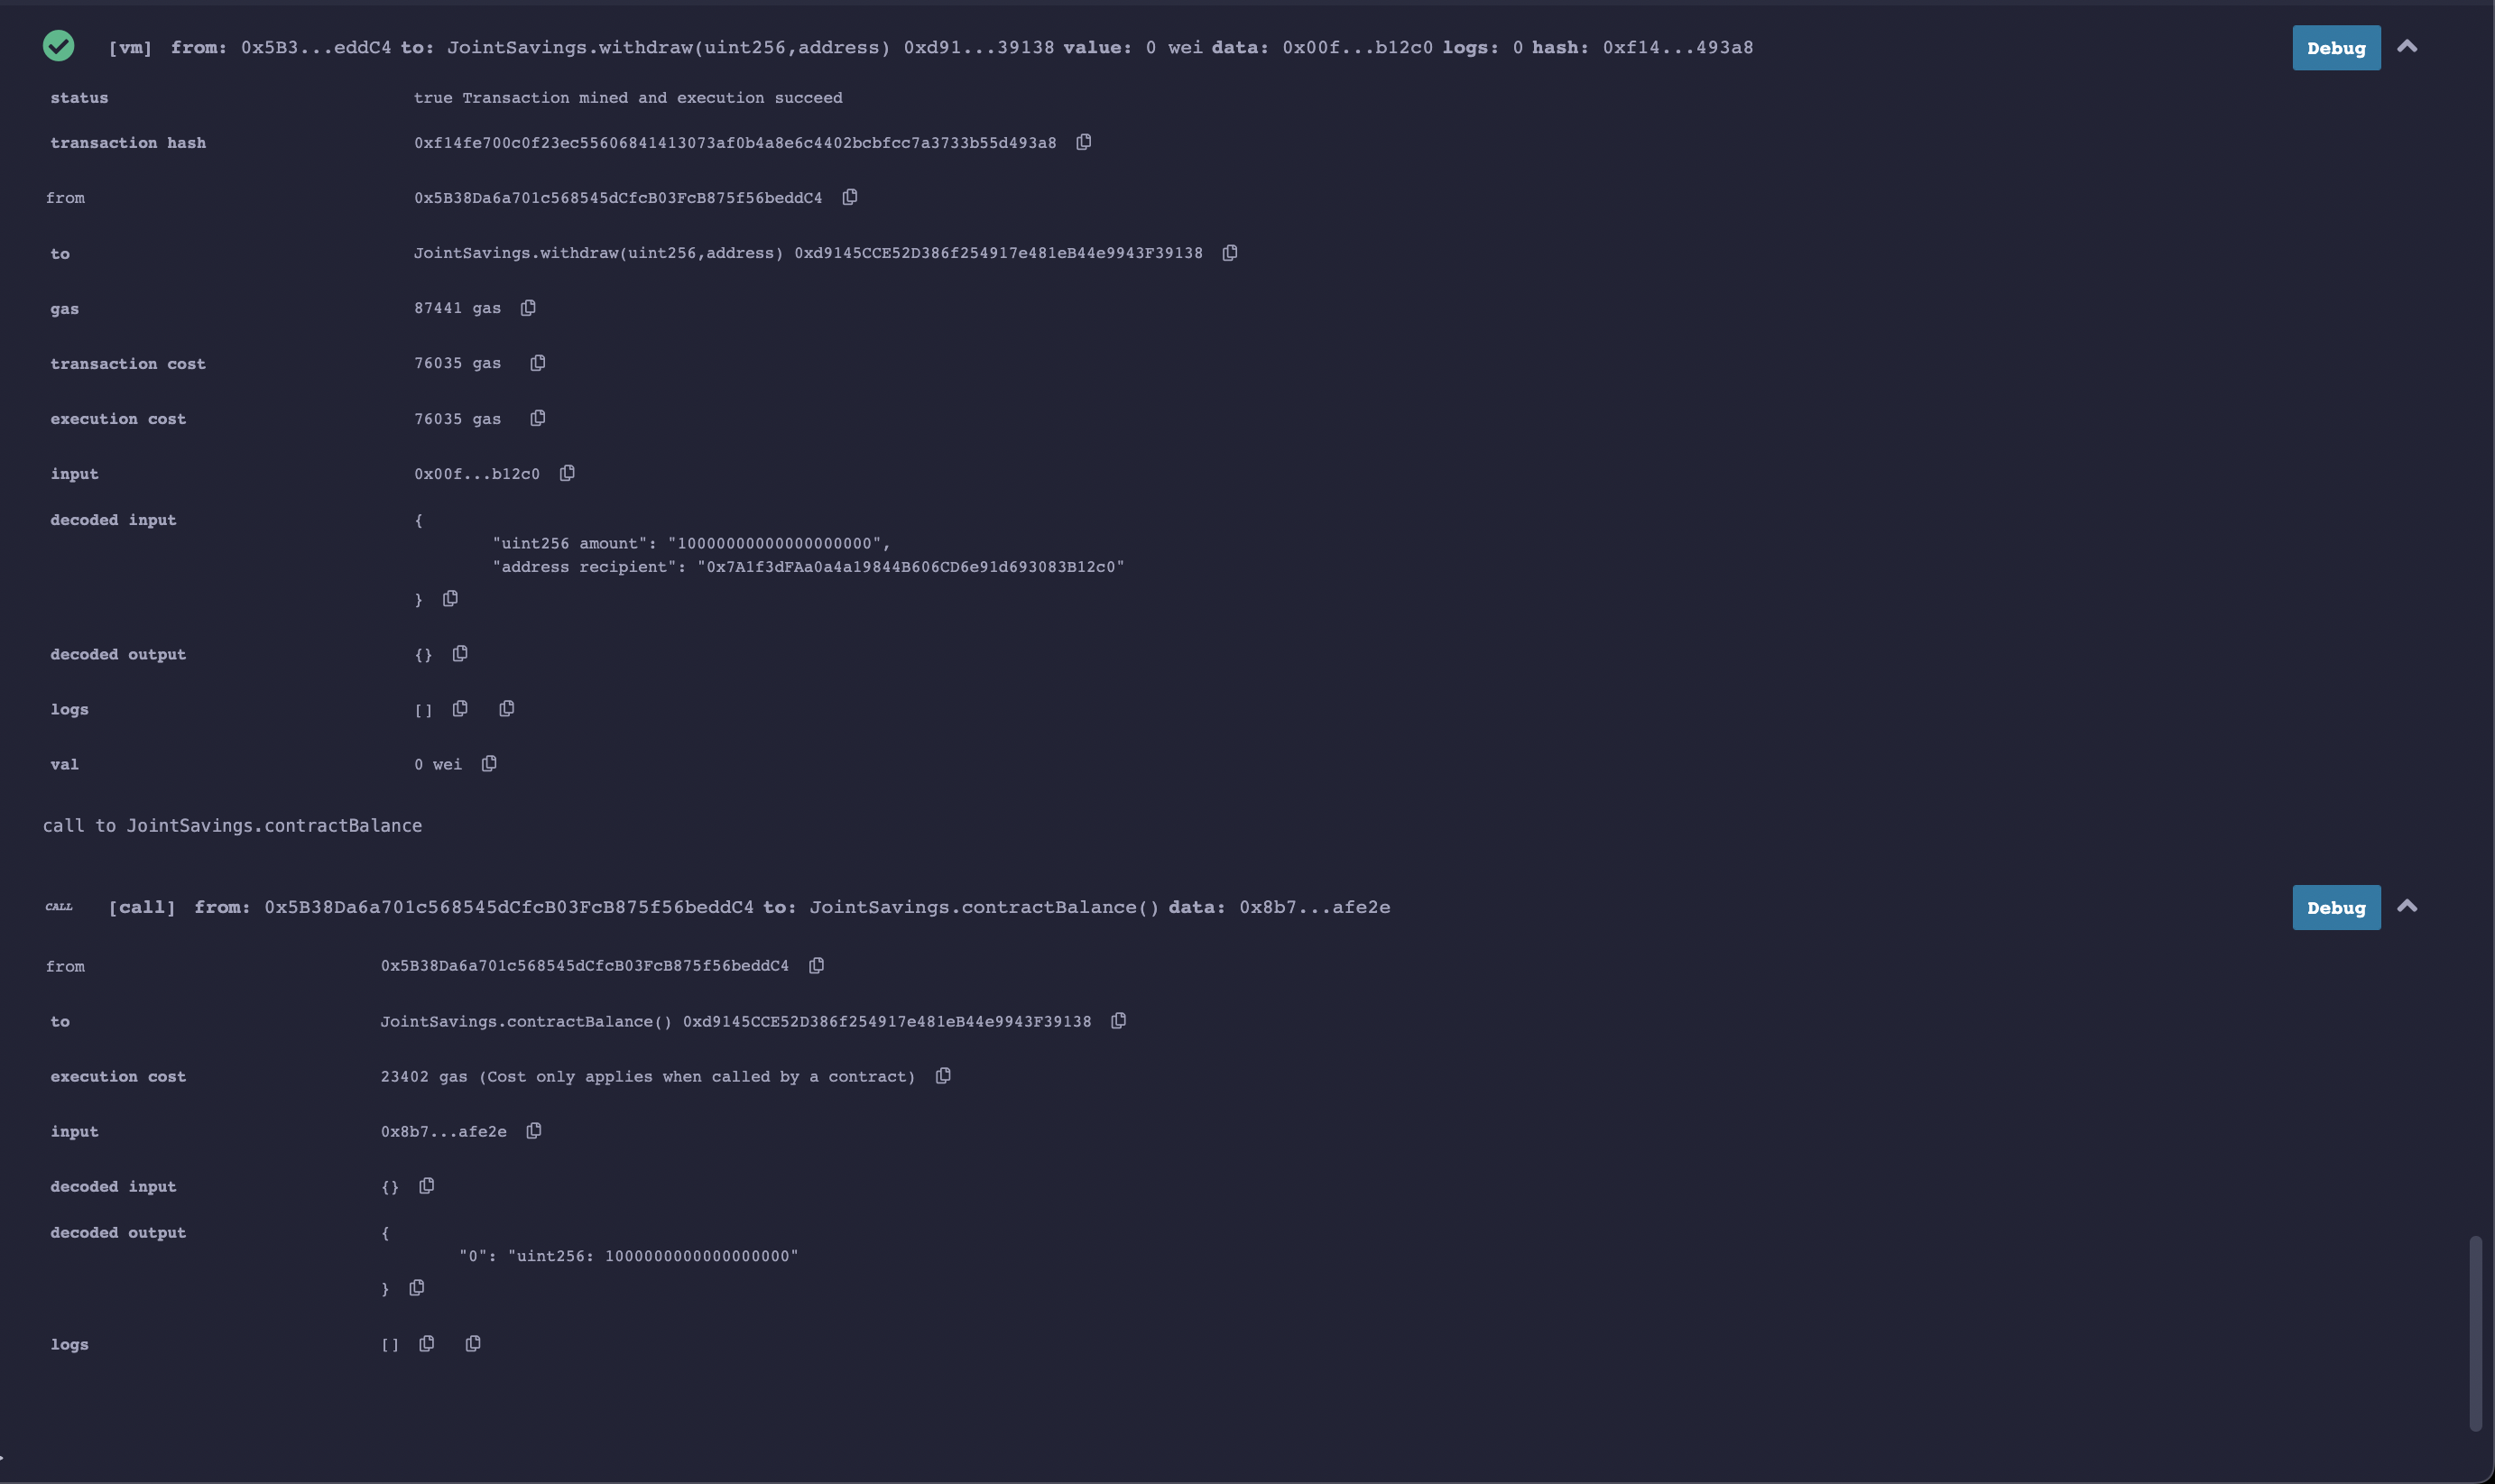 [vm] from: 0x5B3...eddC4 to: JointSavings.withdraw(uint256,address) 0xd91...39138 value: 0 wei data: 0x00f...b12c0 logs: 0 hash: 0xf14...493a8 Debug
status true Transaction mined and execution succeed
transaction hash 0xf14fe700c0f23ec55606841413073af0b4a8e6c4402bcbfcc7a3733b55d493a8
from 0x5B38Da6a701c568545dCfcB03FcB875f56beddC4
to JointSavings.withdraw(uint256,address) 0xd9145CCE52D386f254917e481eB44e9943F39138
gas 87441 gas
transaction cost 76035 gas
execution cost 76035 gas
input 0x00f...b12c0
decoded input {
"uint256 amount": "10000000000000000000",
"address recipient": "0x7A1f3dFAa0a4a19844B606CD6e91d693083B12c0"
}
decoded output {}
logs []
val 0 wei
call to JointSavings.contractBalance
CALL [call] from: 0x5B38Da6a701c568545dCfcB03FcB875f56beddC4 to: JointSavings.contractBalance() data: 0x8b7...afe2e Debug
from 0x5B38Da6a701c568545dCfcB03FcB875f56beddC4
to JointSavings.contractBalance() 0xd9145CCE52D386f254917e481eB44e9943F39138
execution cost 23402 gas (Cost only applies when called by a contract)
input 0x8b7...afe2e
decoded input {}
decoded output {
"0": "uint256: 1000000000000000000"
}
logs []